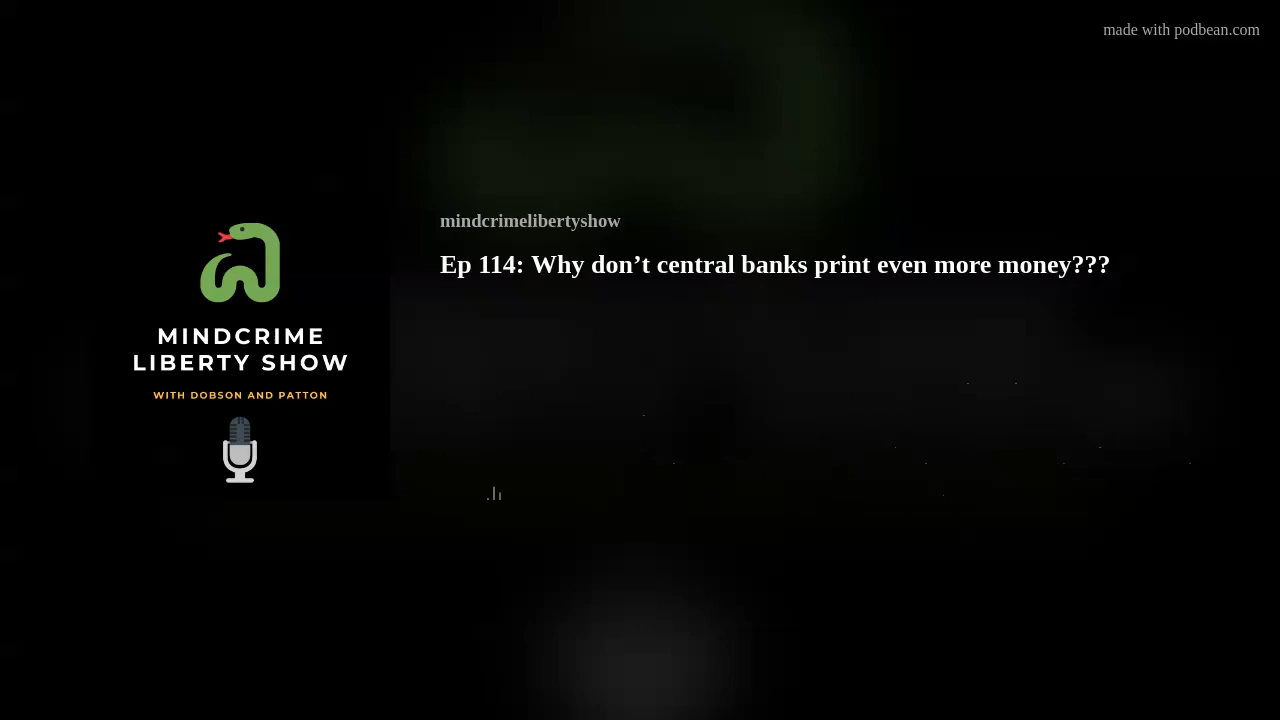 made with podbean.com
mindcrimelibertyshow
Ep 114: Why don’t central banks print even more money???
MINDCRIME
LIBERTY SHOW
WITH DOBSON AND PATTON